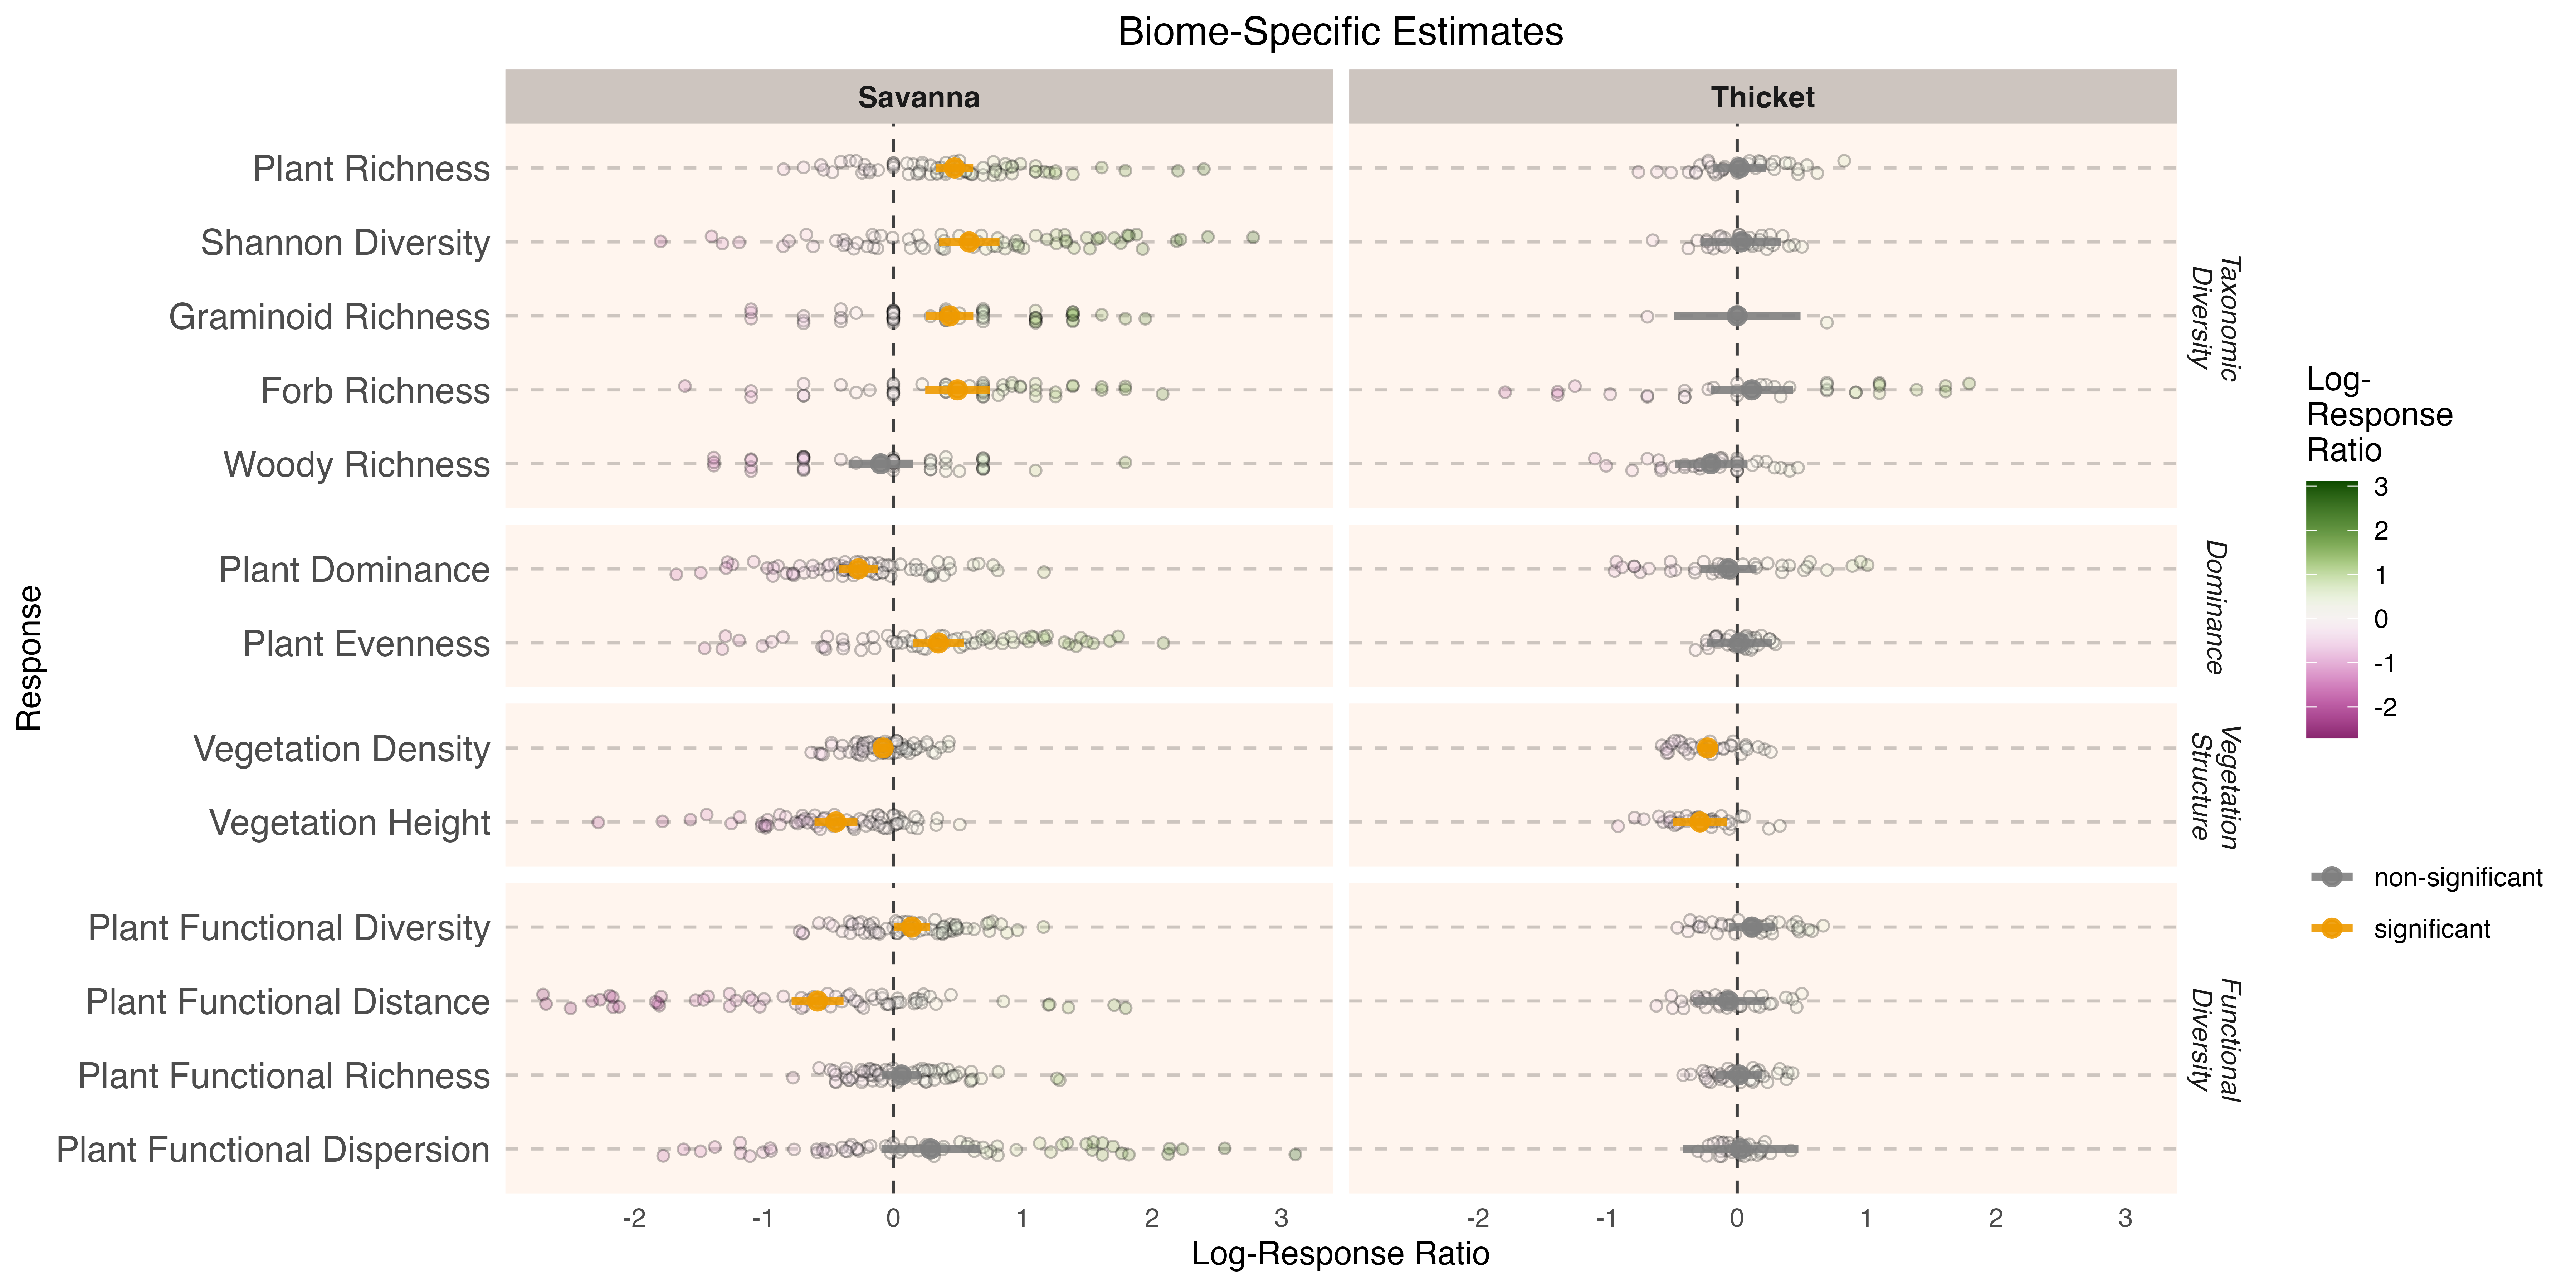 Biome-Specific Estimates
Savanna
Thicket
Response
Plant Richness
Shannon Diversity
Graminoid Richness
Forb Richness
Woody Richness
Taxonomic
Diversity
Plant Dominance
Plant Evenness
Dominance
Vegetation Density
Vegetation Height
Vegetation
Structure
Plant Functional Diversity
Plant Functional Distance
Plant Functional Richness
Plant Functional Dispersion
Functional
Diversity
-2 -1 0 1 2 3
-2 -1 0 1 2 3
Log-Response Ratio
Log-
Response
Ratio
3
2
1
0
-1
-2
non-significant
significant